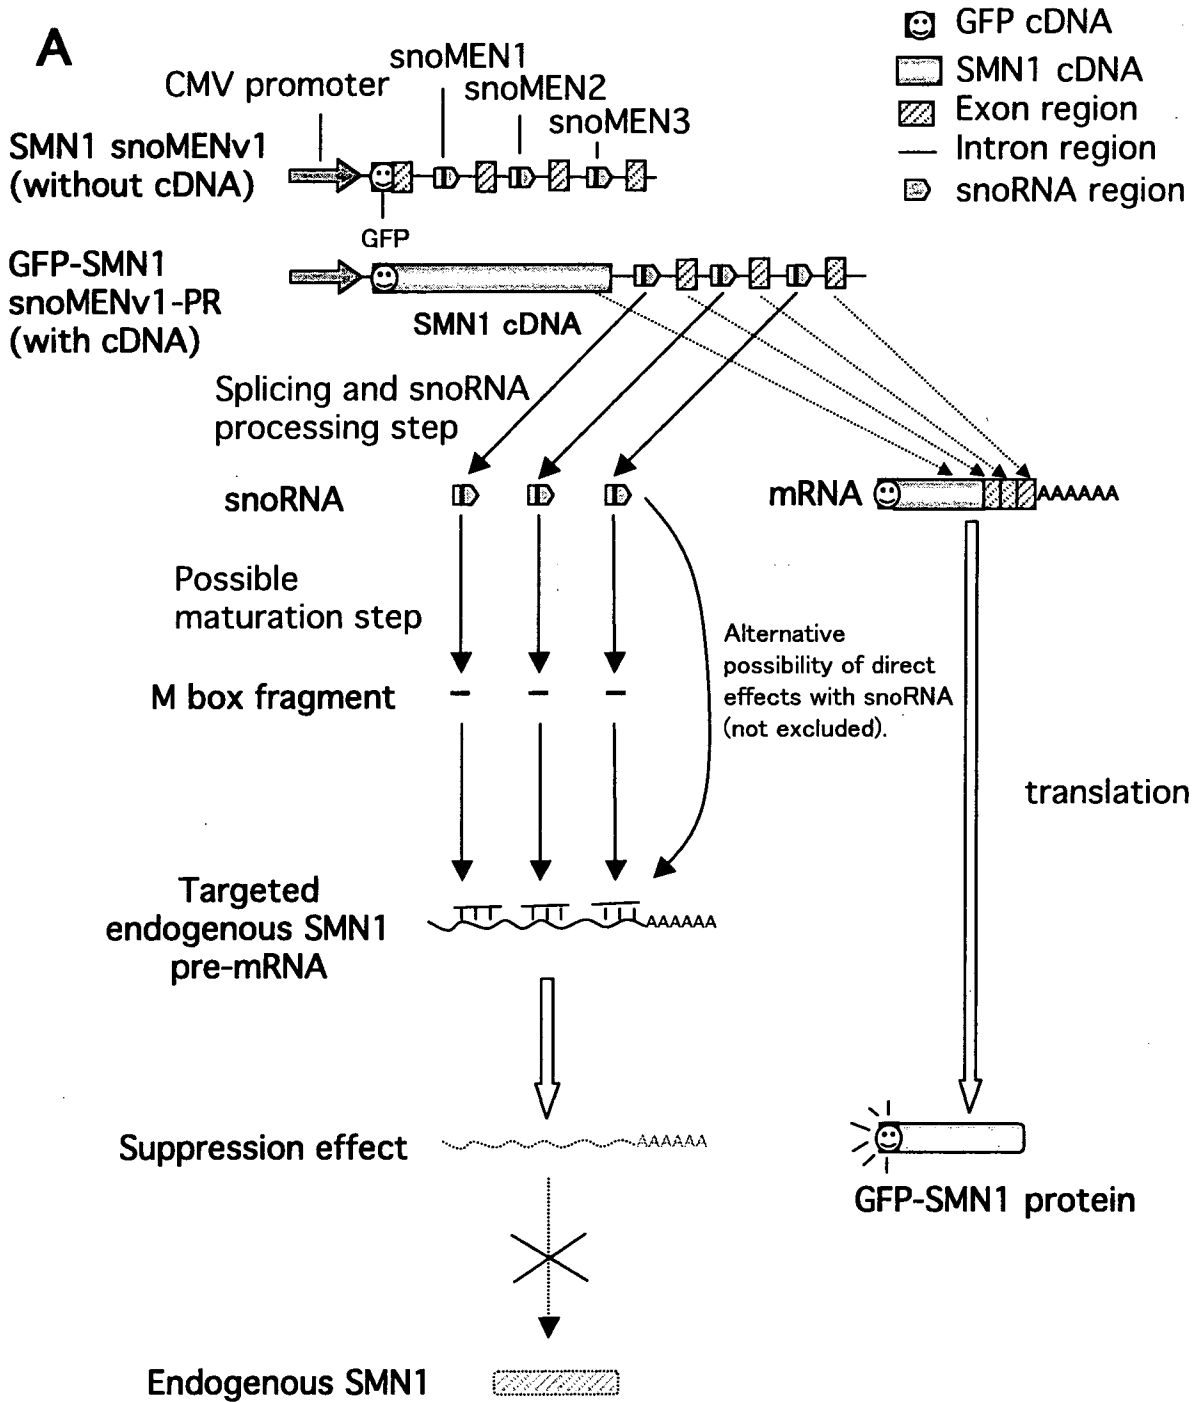 A
snoMEN1
CMV promoter
snoMEN2
snoMEN3
SMN1 snoMENv1
(without cDNA)
GFP
GFP cDNA
SMN1 cDNA
Exon region
Intron region
snoRNA region
GFP-SMN1
snoMENv1-PR
(with cDNA)
SMN1 cDNA
Splicing and snoRNA
processing step
snoRNA
mRNA
AAAAAA
Possible
maturation step
Alternative
possibility of direct
effects with snoRNA
(not excluded).
M box fragment
translation
Targeted
endogenous SMN1
pre-mRNA
AAAAAA
Suppression effect
AAAAAA
GFP-SMN1 protein
Endogenous SMN1